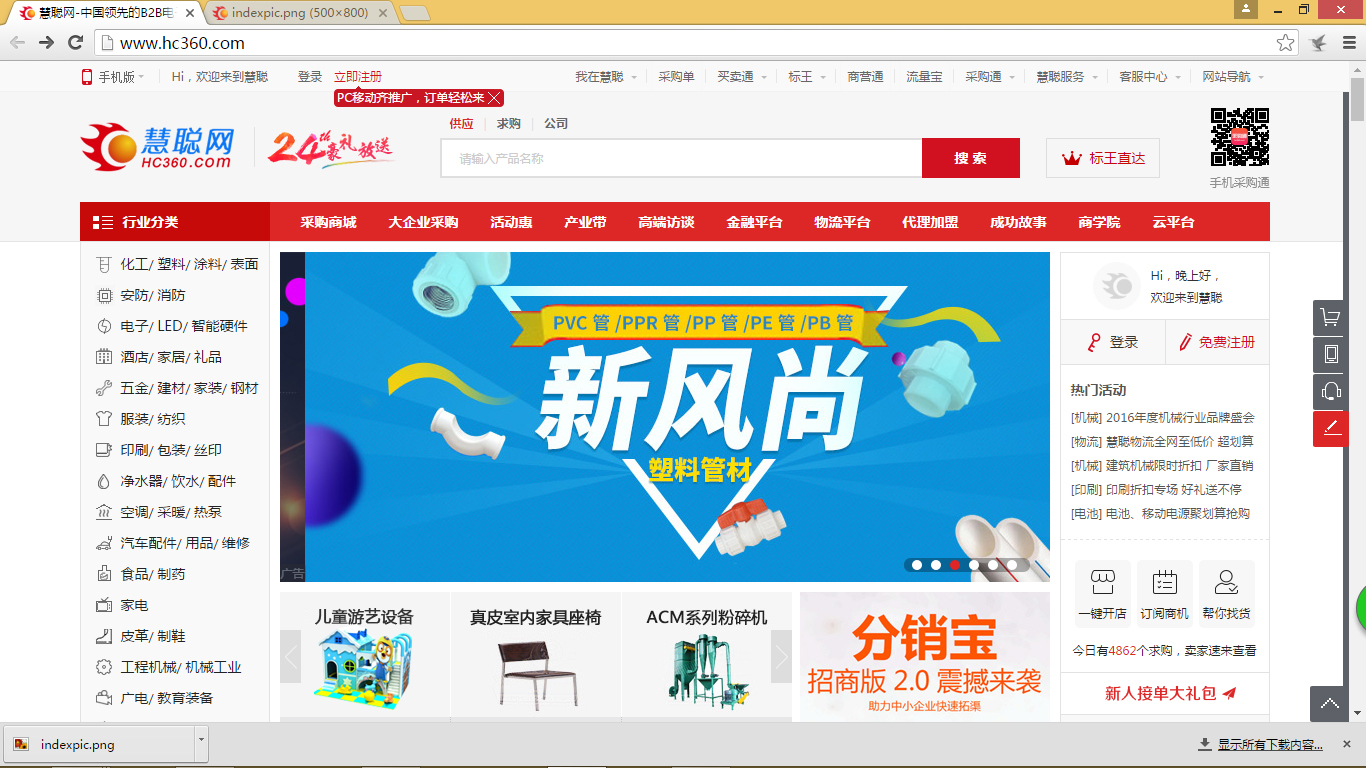 慧聪网-中国领先的B2B电
indexpic.png (500×800)
www.hc360.com
手机版 Hi，欢迎来到慧聪 登录 立即注册 我在慧聪 采购单 买卖通 标王 商营通 流量宝 采购通 慧聪服务 客服中心 网站导航
PC移动齐推广，订单轻松来
供应 求购 公司
慧聪网
HC360.com
24th豪礼放送
请输入产品名称 搜 索 标王直达
手机采购通
行业分类 采购商城 大企业采购 活动惠 产业带 高端访谈 金融平台 物流平台 代理加盟 成功故事 商学院 云平台
化工/ 塑料/ 涂料/ 表面
安防/ 消防
电子/ LED/ 智能硬件
酒店/ 家居/ 礼品
五金/ 建材/ 家装/ 钢材
服装/ 纺织
印刷/ 包装/ 丝印
净水器/ 饮水/ 配件
空调/ 采暖/ 热泵
汽车配件/ 用品/ 维修
食品/ 制药
家电
皮革/ 制鞋
工程机械/ 机械工业
广电/ 教育装备
PVC 管 /PPR 管 /PP 管 /PE 管 /PB 管
新风尚
塑料管材
广告
Hi，晚上好，
欢迎来到慧聪
登录 免费注册
热门活动
[机械] 2016年度机械行业品牌盛会
[物流] 慧聪物流全网至低价 超划算
[机械] 建筑机械限时折扣 厂家直销
[印刷] 印刷折扣专场 好礼送不停
[电池] 电池、移动电源聚划算抢购
一键开店 订阅商机 帮你找货
今日有4862个求购，卖家速来查看
新人接单大礼包
儿童游艺设备 真皮室内家具座椅 ACM系列粉碎机
分销宝
招商版 2.0 震撼来袭
助力中小企业快速拓渠
indexpic.png 显示所有下载内容...